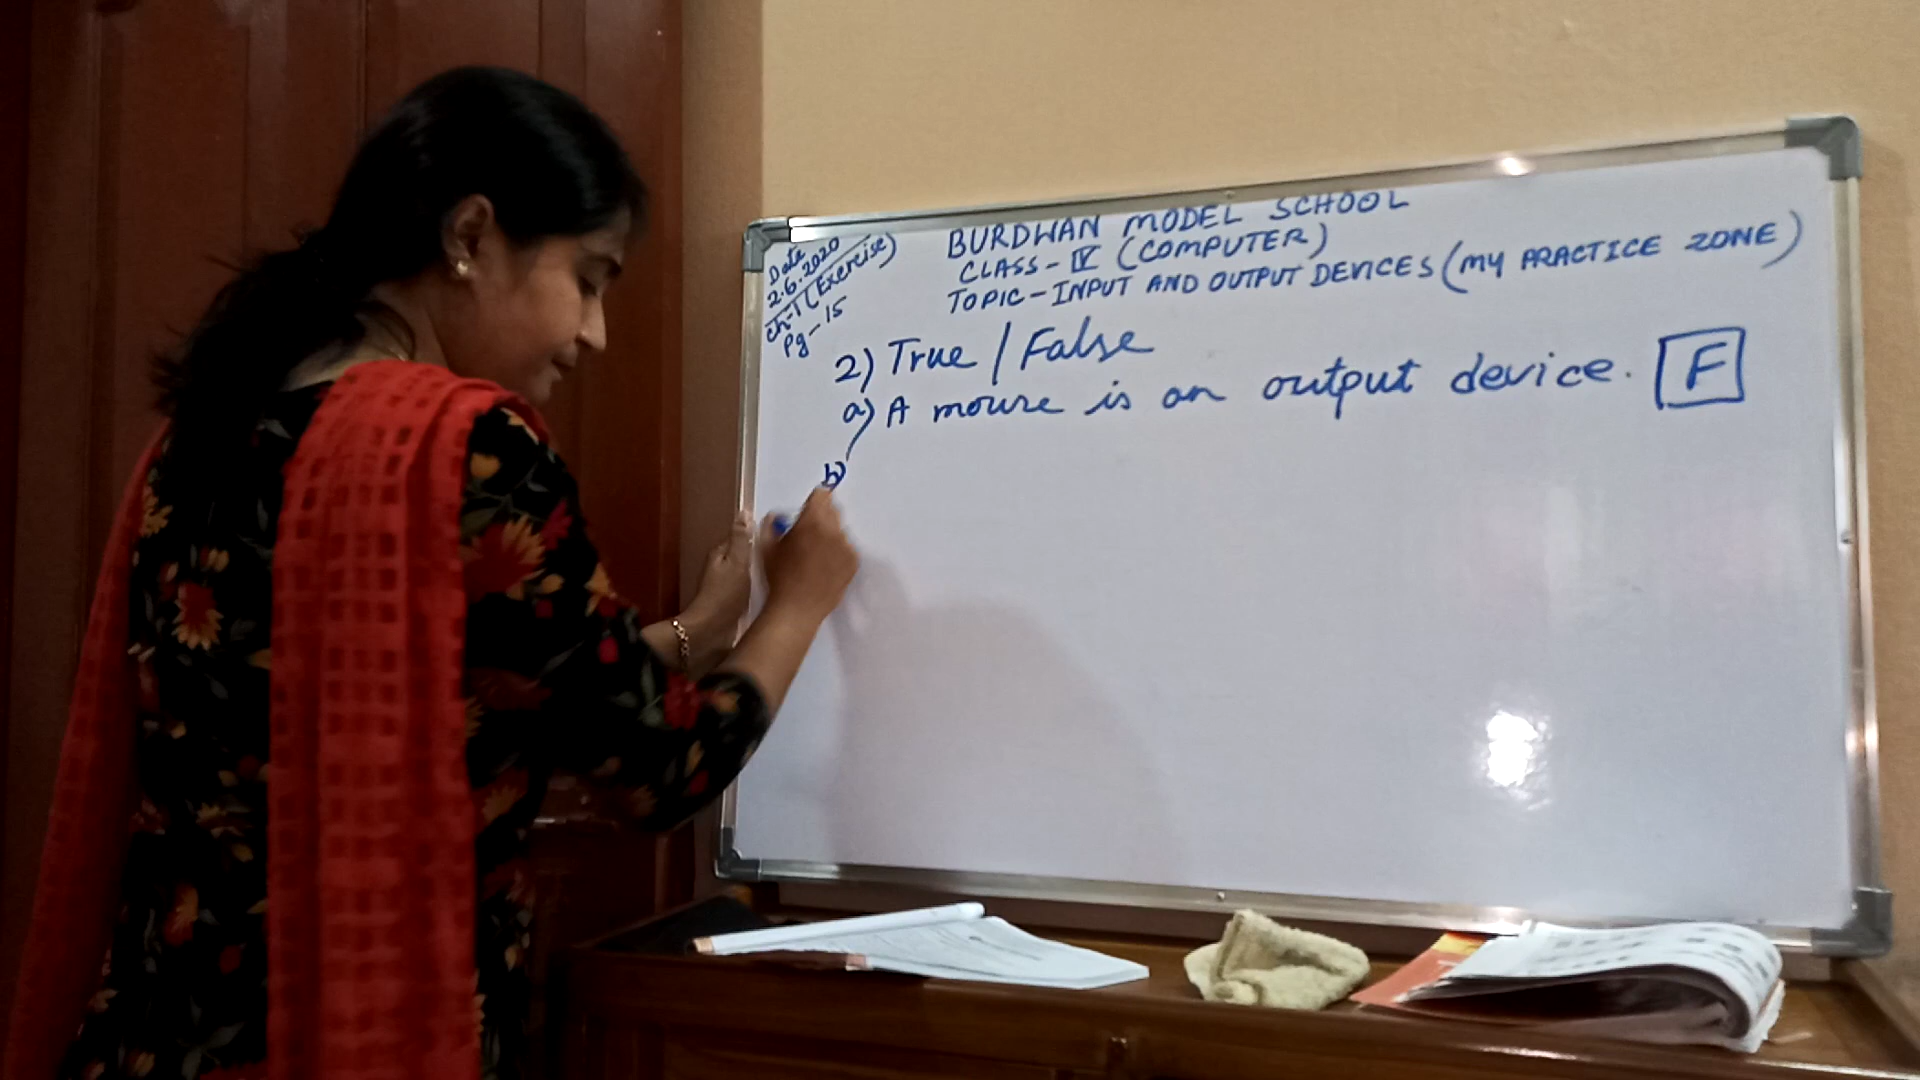 Date
2.6.2020
Ch-1 (Exercise)
Pg-15
BURDWAN MODEL SCHOOL
CLASS-IV (COMPUTER)
TOPIC-INPUT AND OUTPUT DEVICES (MY PRACTICE ZONE)
2) True / False
a) A mouse is an output device. F
b)